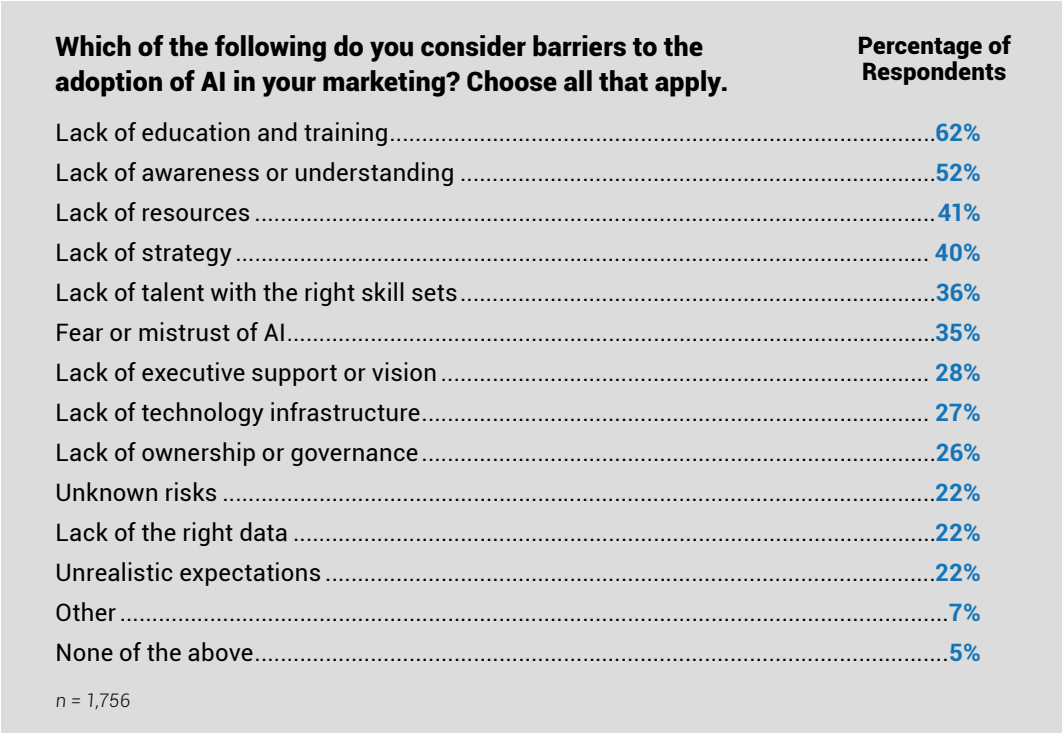 Which of the following do you consider barriers to the
adoption of AI in your marketing? Choose all that apply.
Percentage of
Respondents
Lack of education and training 62%
Lack of awareness or understanding 52%
Lack of resources 41%
Lack of strategy 40%
Lack of talent with the right skill sets 36%
Fear or mistrust of AI 35%
Lack of executive support or vision 28%
Lack of technology infrastructure 27%
Lack of ownership or governance 26%
Unknown risks 22%
Lack of the right data 22%
Unrealistic expectations 22%
Other 7%
None of the above 5%
n = 1,756